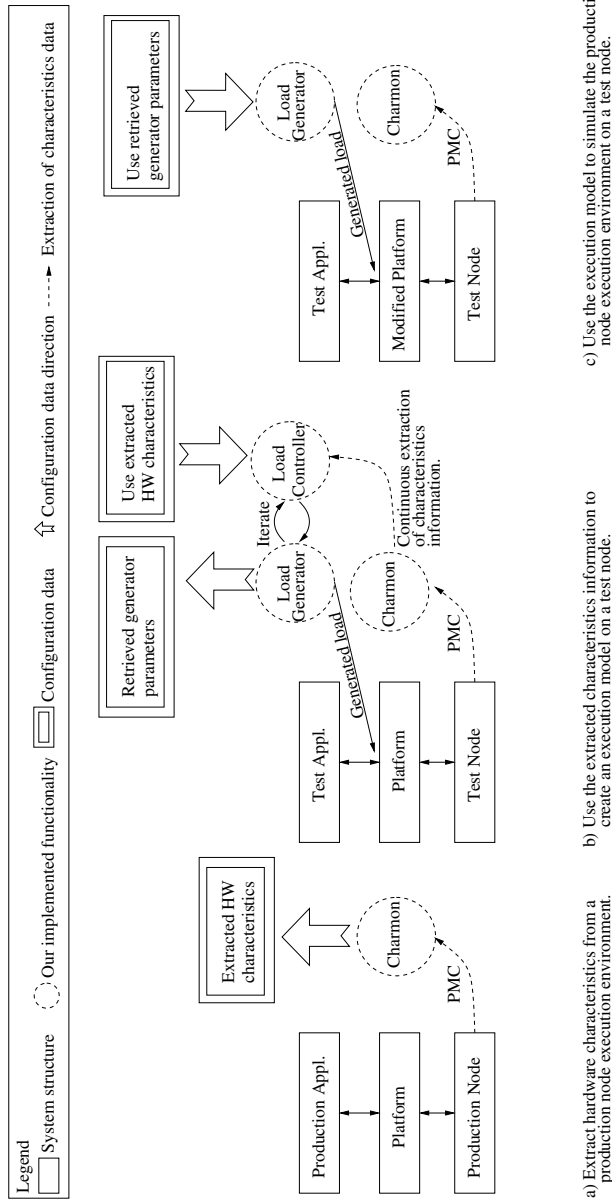 Legend
System structure
Our implemented functionality
Configuration data
Configuration data direction
Extraction of characteristics data
Extracted HW
characteristics
Production Appl.
Platform
Production Node
Charmon
PMC
a) Extract hardware characteristics from a
production node execution environment.
Retrieved generator
parameters
Use extracted
HW characteristics
Load
Generator
Iterate
Load
Controller
Generated load
Test Appl.
Platform
Test Node
Charmon
PMC
Continuous extraction
of characteristics
information.
b) Use the extracted characteristics information to
create an execution model on a test node.
Use retrieved
generator parameters
Load
Generator
Generated load
Test Appl.
Modified Platform
Test Node
Charmon
PMC
c) Use the execution model to simulate the producti
node execution environment on a test node.